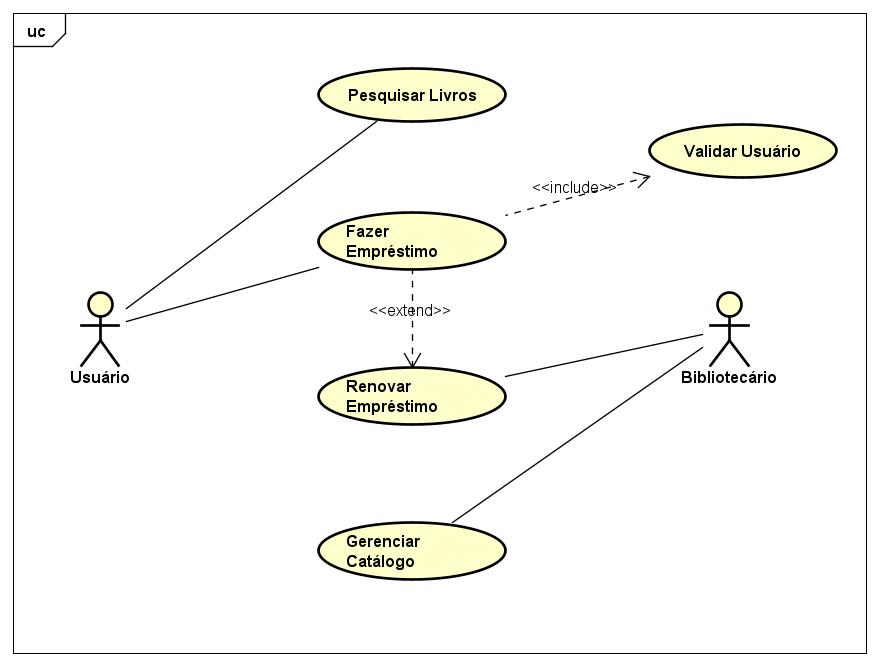 uc
Pesquisar Livros
Validar Usuário
<<include>>
Fazer
Empréstimo
<<extend>>
Usuário
Bibliotecário
Renovar
Empréstimo
Gerenciar
Catálogo